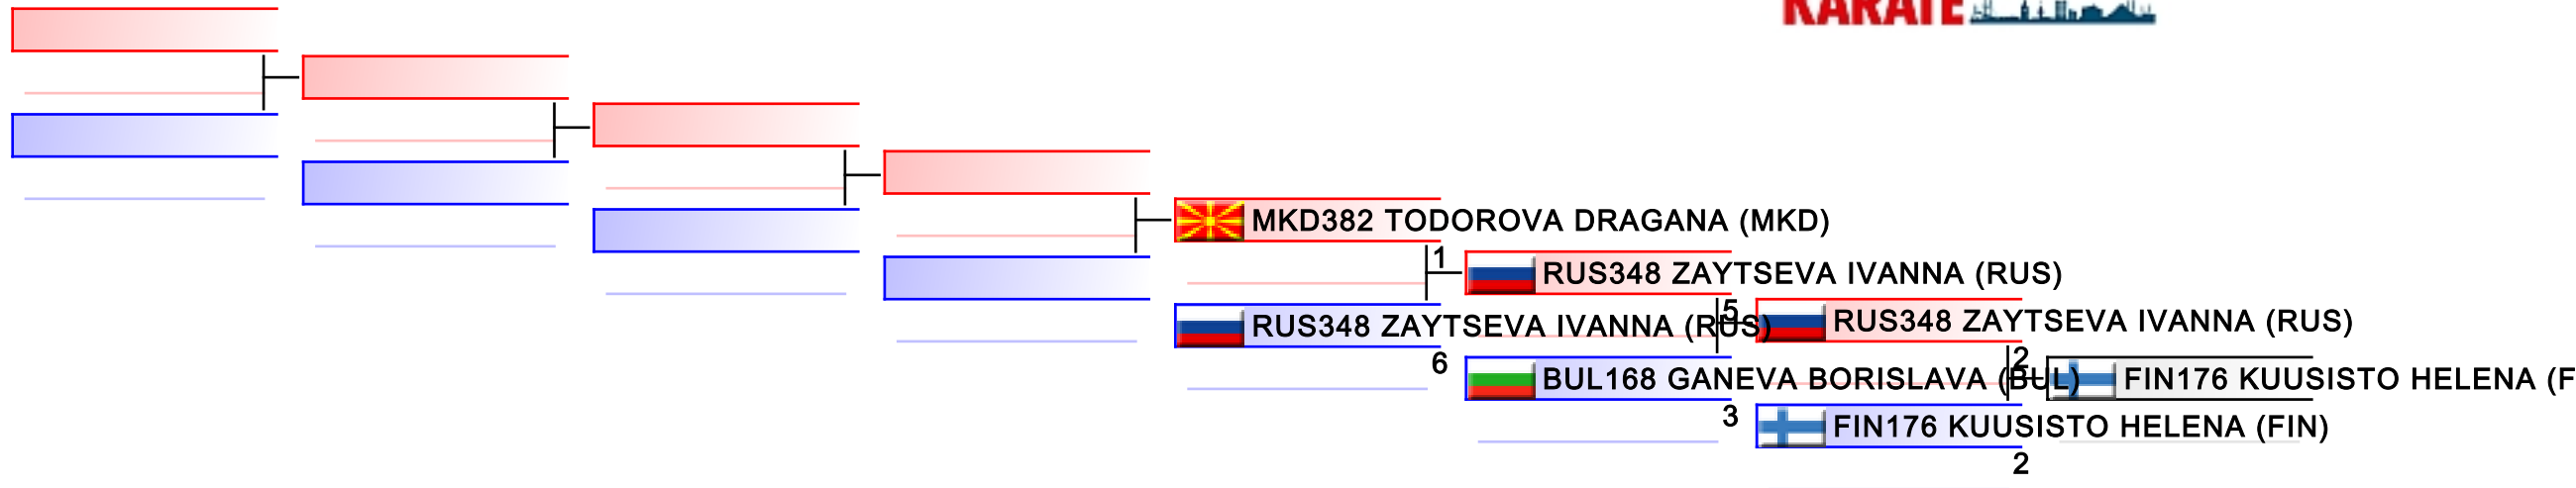 KARATE
MKD382 TODOROVA DRAGANA (MKD)
1
RUS348 ZAYTSEVA IVANNA (RUS)
RUS348 ZAYTSEVA IVANNA (RUS)
6
5
RUS348 ZAYTSEVA IVANNA (RUS)
BUL168 GANEVA BORISLAVA (BUL)
3
2
FIN176 KUUSISTO HELENA (F
FIN176 KUUSISTO HELENA (FIN)
2